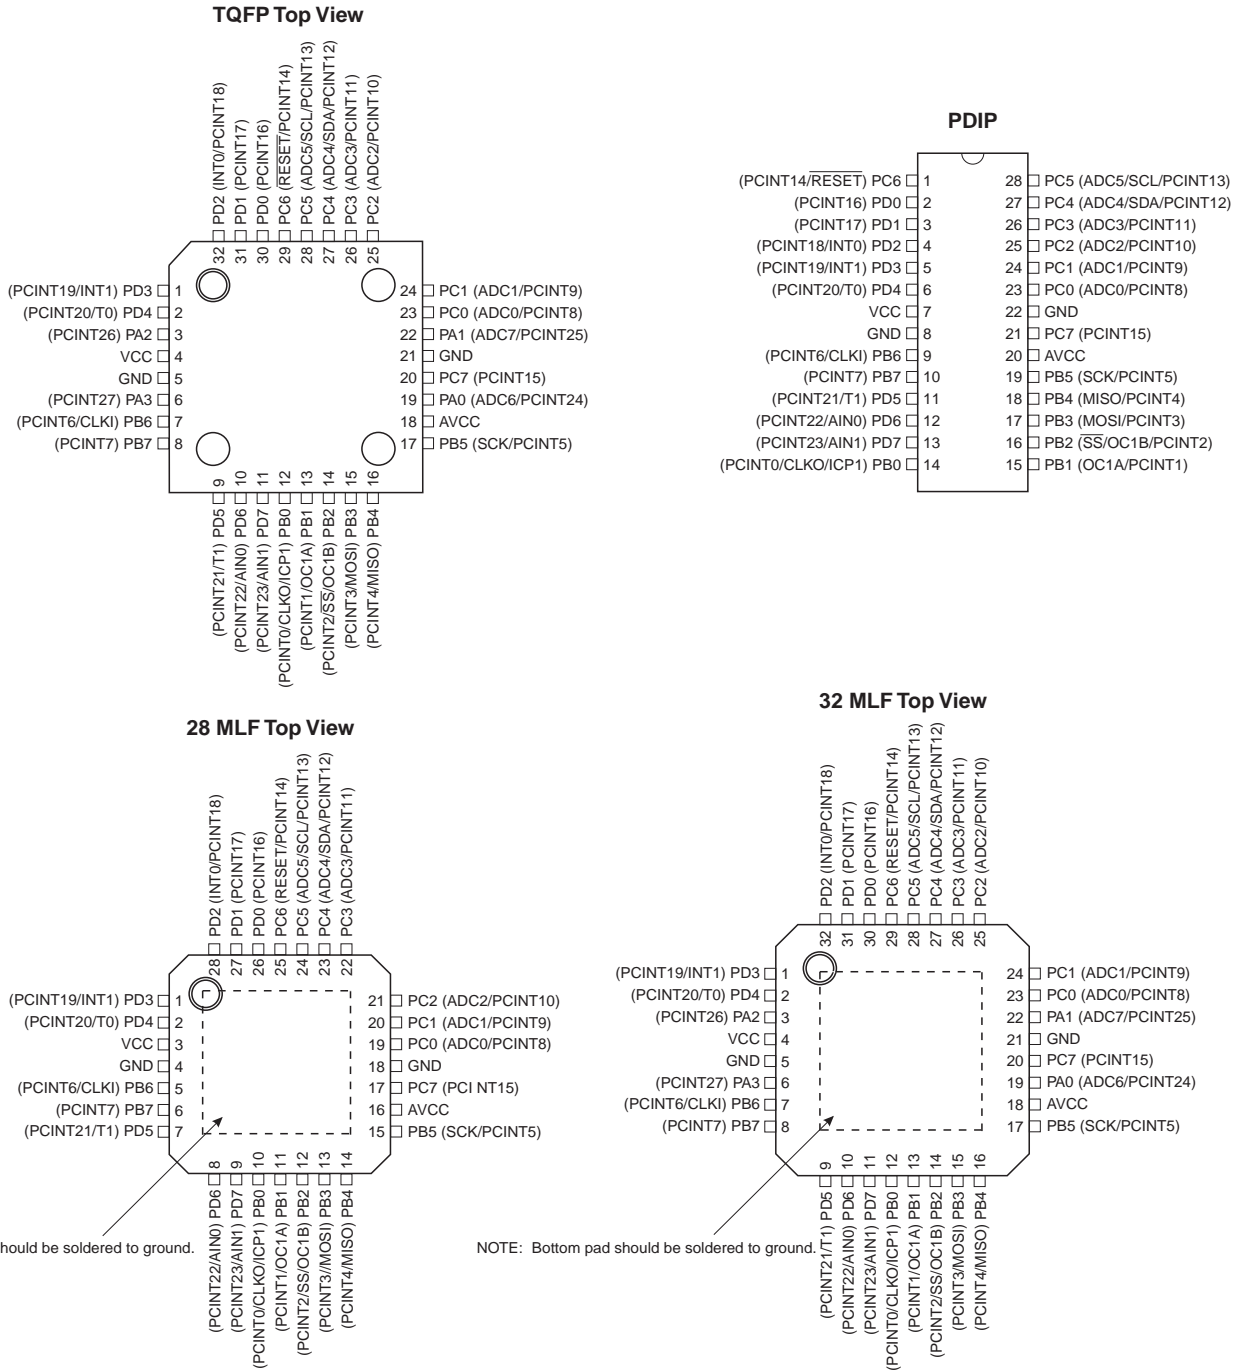 TQFP Top View
PD2 (INT0/PCINT18)
PD1 (PCINT17)
PD0 (PCINT16)
PC6 (RESET/PCINT14)
PC5 (ADC5/SCL/PCINT13)
PC4 (ADC4/SDA/PCINT12)
PC3 (ADC3/PCINT11)
PC2 (ADC2/PCINT10)
32
31
30
29
28
27
26
25
(PCINT19/INT1) PD3 1
(PCINT20/T0) PD4 2
(PCINT26) PA2 3
VCC 4
GND 5
(PCINT27) PA3 6
(PCINT6/CLKI) PB6 7
(PCINT7) PB7 8
24 PC1 (ADC1/PCINT9)
23 PC0 (ADC0/PCINT8)
22 PA1 (ADC7/PCINT25)
21 GND
20 PC7 (PCINT15)
19 PA0 (ADC6/PCINT24)
18 AVCC
17 PB5 (SCK/PCINT5)
9
10
11
12
13
14
15
16
(PCINT21/T1) PD5
(PCINT22/AIN0) PD6
(PCINT23/AIN1) PD7
(PCINT0/CLKO/ICP1) PB0
(PCINT1/OC1A) PB1
(PCINT2/SS/OC1B) PB2
(PCINT3/MOSI) PB3
(PCINT4/MISO) PB4
PDIP
(PCINT14/RESET) PC6 1
(PCINT16) PD0 2
(PCINT17) PD1 3
(PCINT18/INT0) PD2 4
(PCINT19/INT1) PD3 5
(PCINT20/T0) PD4 6
VCC 7
GND 8
(PCINT6/CLKI) PB6 9
(PCINT7) PB7 10
(PCINT21/T1) PD5 11
(PCINT22/AIN0) PD6 12
(PCINT23/AIN1) PD7 13
(PCINT0/CLKO/ICP1) PB0 14
28 PC5 (ADC5/SCL/PCINT13)
27 PC4 (ADC4/SDA/PCINT12)
26 PC3 (ADC3/PCINT11)
25 PC2 (ADC2/PCINT10)
24 PC1 (ADC1/PCINT9)
23 PC0 (ADC0/PCINT8)
22 GND
21 PC7 (PCINT15)
20 AVCC
19 PB5 (SCK/PCINT5)
18 PB4 (MISO/PCINT4)
17 PB3 (MOSI/PCINT3)
16 PB2 (SS/OC1B/PCINT2)
15 PB1 (OC1A/PCINT1)
28 MLF Top View
PD2 (INT0/PCINT18)
PD1 (PCINT17)
PD0 (PCINT16)
PC6 (RESET/PCINT14)
PC5 (ADC5/SCL/PCINT13)
PC4 (ADC4/SDA/PCINT12)
PC3 (ADC3/PCINT11)
28
27
26
25
24
23
22
(PCINT19/INT1) PD3 1
(PCINT20/T0) PD4 2
VCC 3
GND 4
(PCINT6/CLKI) PB6 5
(PCINT7) PB7 6
(PCINT21/T1) PD5 7
21 PC2 (ADC2/PCINT10)
20 PC1 (ADC1/PCINT9)
19 PC0 (ADC0/PCINT8)
18 GND
17 PC7 (PCI NT15)
16 AVCC
15 PB5 (SCK/PCINT5)
8
9
10
11
12
13
14
(PCINT22/AIN0) PD6
(PCINT23/AIN1) PD7
(PCINT0/CLKO/ICP1) PB0
(PCINT1/OC1A) PB1
(PCINT2/SS/OC1B) PB2
(PCINT3//MOSI) PB3
(PCINT4/MISO) PB4
hould be soldered to ground.
32 MLF Top View
PD2 (INT0/PCINT18)
PD1 (PCINT17)
PD0 (PCINT16)
PC6 (RESET/PCINT14)
PC5 (ADC5/SCL/PCINT13)
PC4 (ADC4/SDA/PCINT12)
PC3 (ADC3/PCINT11)
PC2 (ADC2/PCINT10)
32
31
30
29
28
27
26
25
(PCINT19/INT1) PD3 1
(PCINT20/T0) PD4 2
(PCINT26) PA2 3
VCC 4
GND 5
(PCINT27) PA3 6
(PCINT6/CLKI) PB6 7
(PCINT7) PB7 8
24 PC1 (ADC1/PCINT9)
23 PC0 (ADC0/PCINT8)
22 PA1 (ADC7/PCINT25)
21 GND
20 PC7 (PCINT15)
19 PA0 (ADC6/PCINT24)
18 AVCC
17 PB5 (SCK/PCINT5)
9
10
11
12
13
14
15
16
(PCINT21/T1) PD5
(PCINT22/AIN0) PD6
(PCINT23/AIN1) PD7
(PCINT0/CLKO/ICP1) PB0
(PCINT1/OC1A) PB1
(PCINT2/SS/OC1B) PB2
(PCINT3/MOSI) PB3
(PCINT4/MISO) PB4
NOTE: Bottom pad should be soldered to ground.